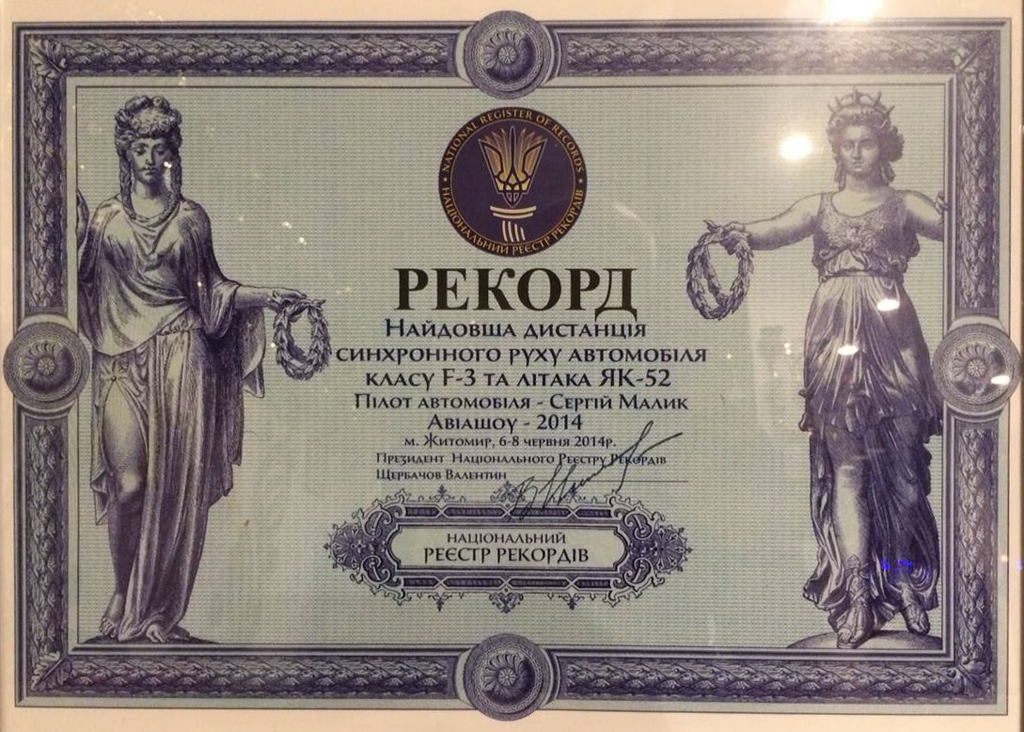 NATIONAL REGISTER OF RECORDS
НАЦІОНАЛЬНИЙ РЕЄСТР РЕКОРДІВ
РЕКОРД
Найдовша дистанція
синхронного руху автомобіля
класу F-3 та літака ЯК-52
Пілот автомобіля - Сергій Малик
Авіашоу - 2014
м. Житомир, 6-8 червня 2014р.
Президент Національного Реєстру Рекордів
Щербачов Валентин
НАЦІОНАЛЬНИЙ
РЕЄСТР РЕКОРДІВ